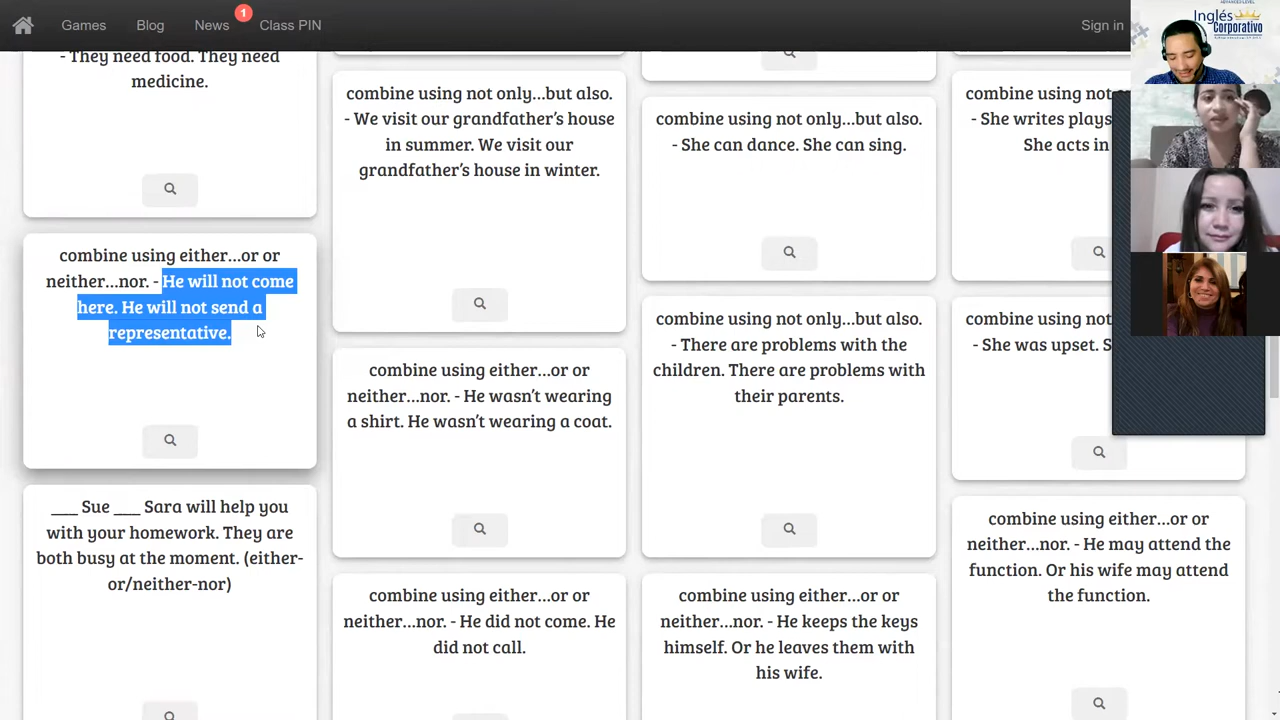 Games
Blog
News
1
Class PIN
Sign in
ADVANCED LEVEL
Inglés
Corporativo
- They need food. They need
medicine.
combine using either...or or
neither...nor. - He will not come
here. He will not send a
representative.
___ Sue ___ Sara will help you
with your homework. They are
both busy at the moment. (either-
or/neither-nor)
combine using not only...but also.
- We visit our grandfather’s house
in summer. We visit our
grandfather’s house in winter.
combine using either...or or
neither...nor. - He wasn’t wearing
a shirt. He wasn’t wearing a coat.
combine using either...or or
neither...nor. - He did not come. He
did not call.
combine using not only...but also.
- She can dance. She can sing.
combine using not only...but also.
- There are problems with the
children. There are problems with
their parents.
combine using either...or or
neither...nor. - He keeps the keys
himself. Or he leaves them with
his wife.
combine using not
- She writes plays
She acts in
combine using not
- She was upset. S
combine using either...or or
neither...nor. - He may attend the
function. Or his wife may attend
the function.